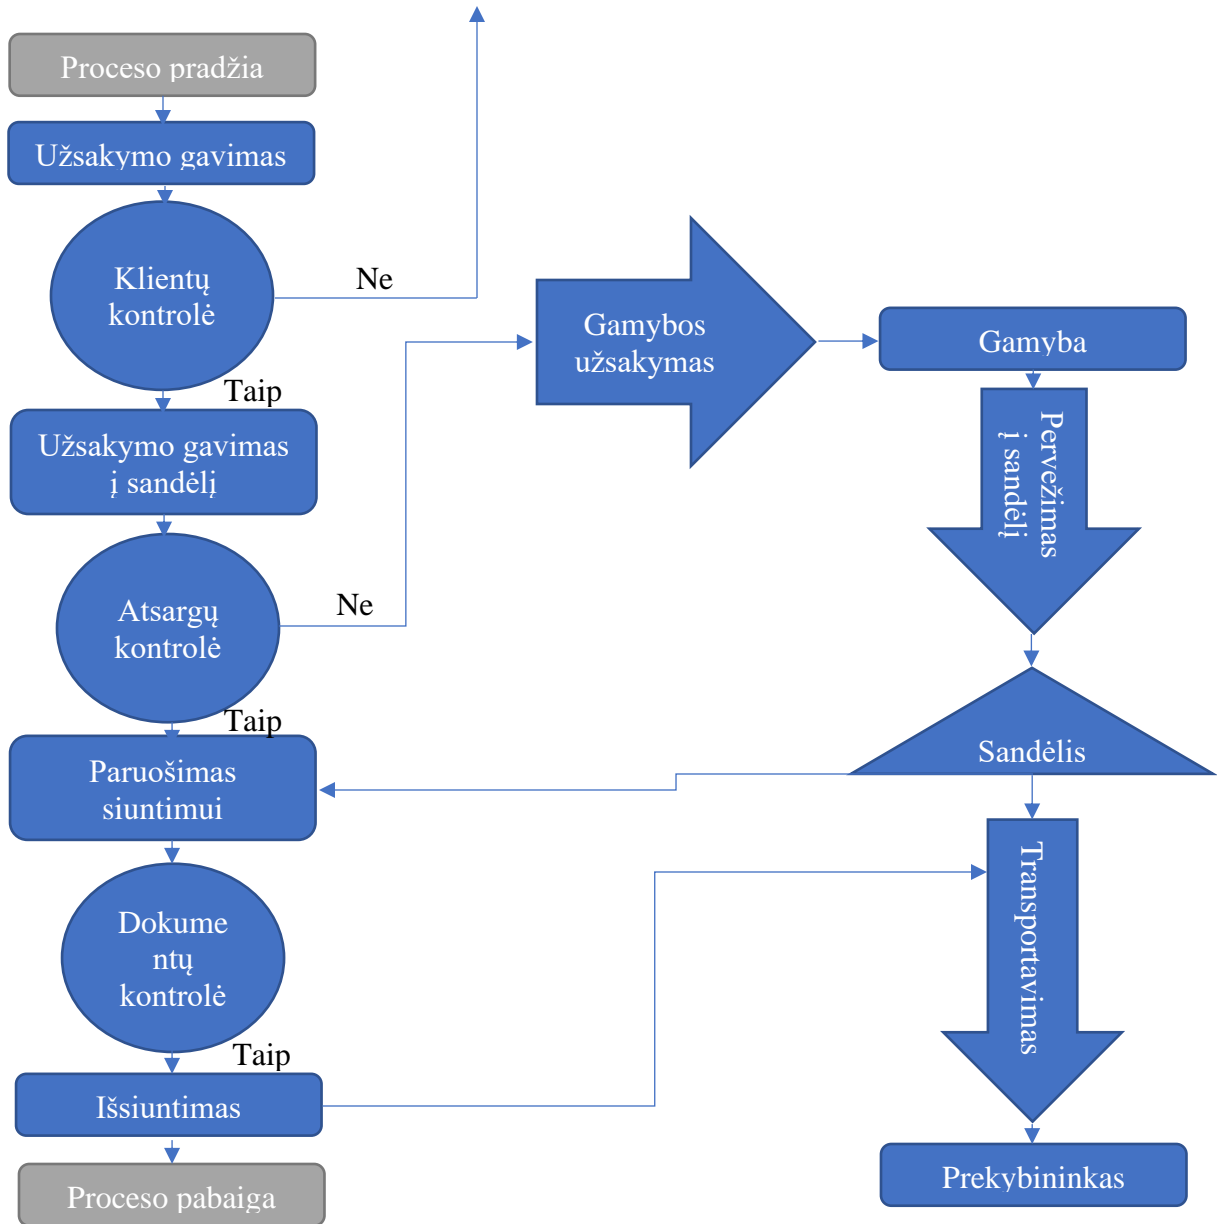 Proceso pradžia
Užsakymo gavimas
Klientų
kontrolė
Ne
Taip
Užsakymo gavimas
į sandėlį
Atsargų
kontrolė
Ne
Taip
Paruošimas
siuntimui
Dokume
ntų
kontrolė
Taip
Išsiuntimas
Proceso pabaiga
Gamybos
užsakymas
Gamyba
Pervežimas
į sandėlį
Sandėlis
Transportavimas
Prekybininkas